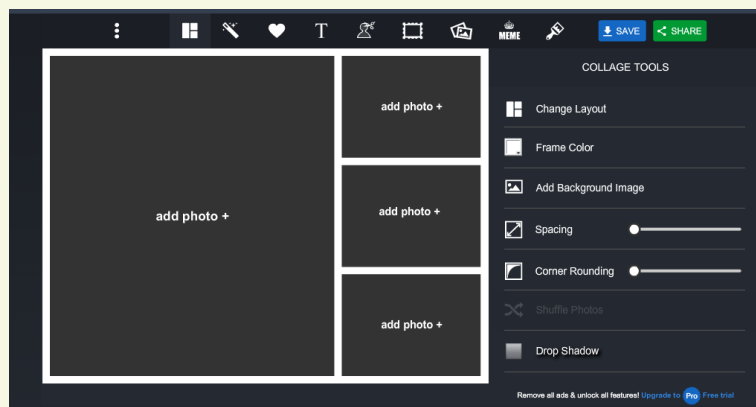 T
MEME
SAVE
SHARE
COLLAGE TOOLS
add photo +
add photo +
add photo +
add photo +
Change Layout
Frame Color
Add Background Image
Spacing
Corner Rounding
Shuffle Photos
Drop Shadow
Remove all ads & unlock all features! Upgrade to Pro Free trial